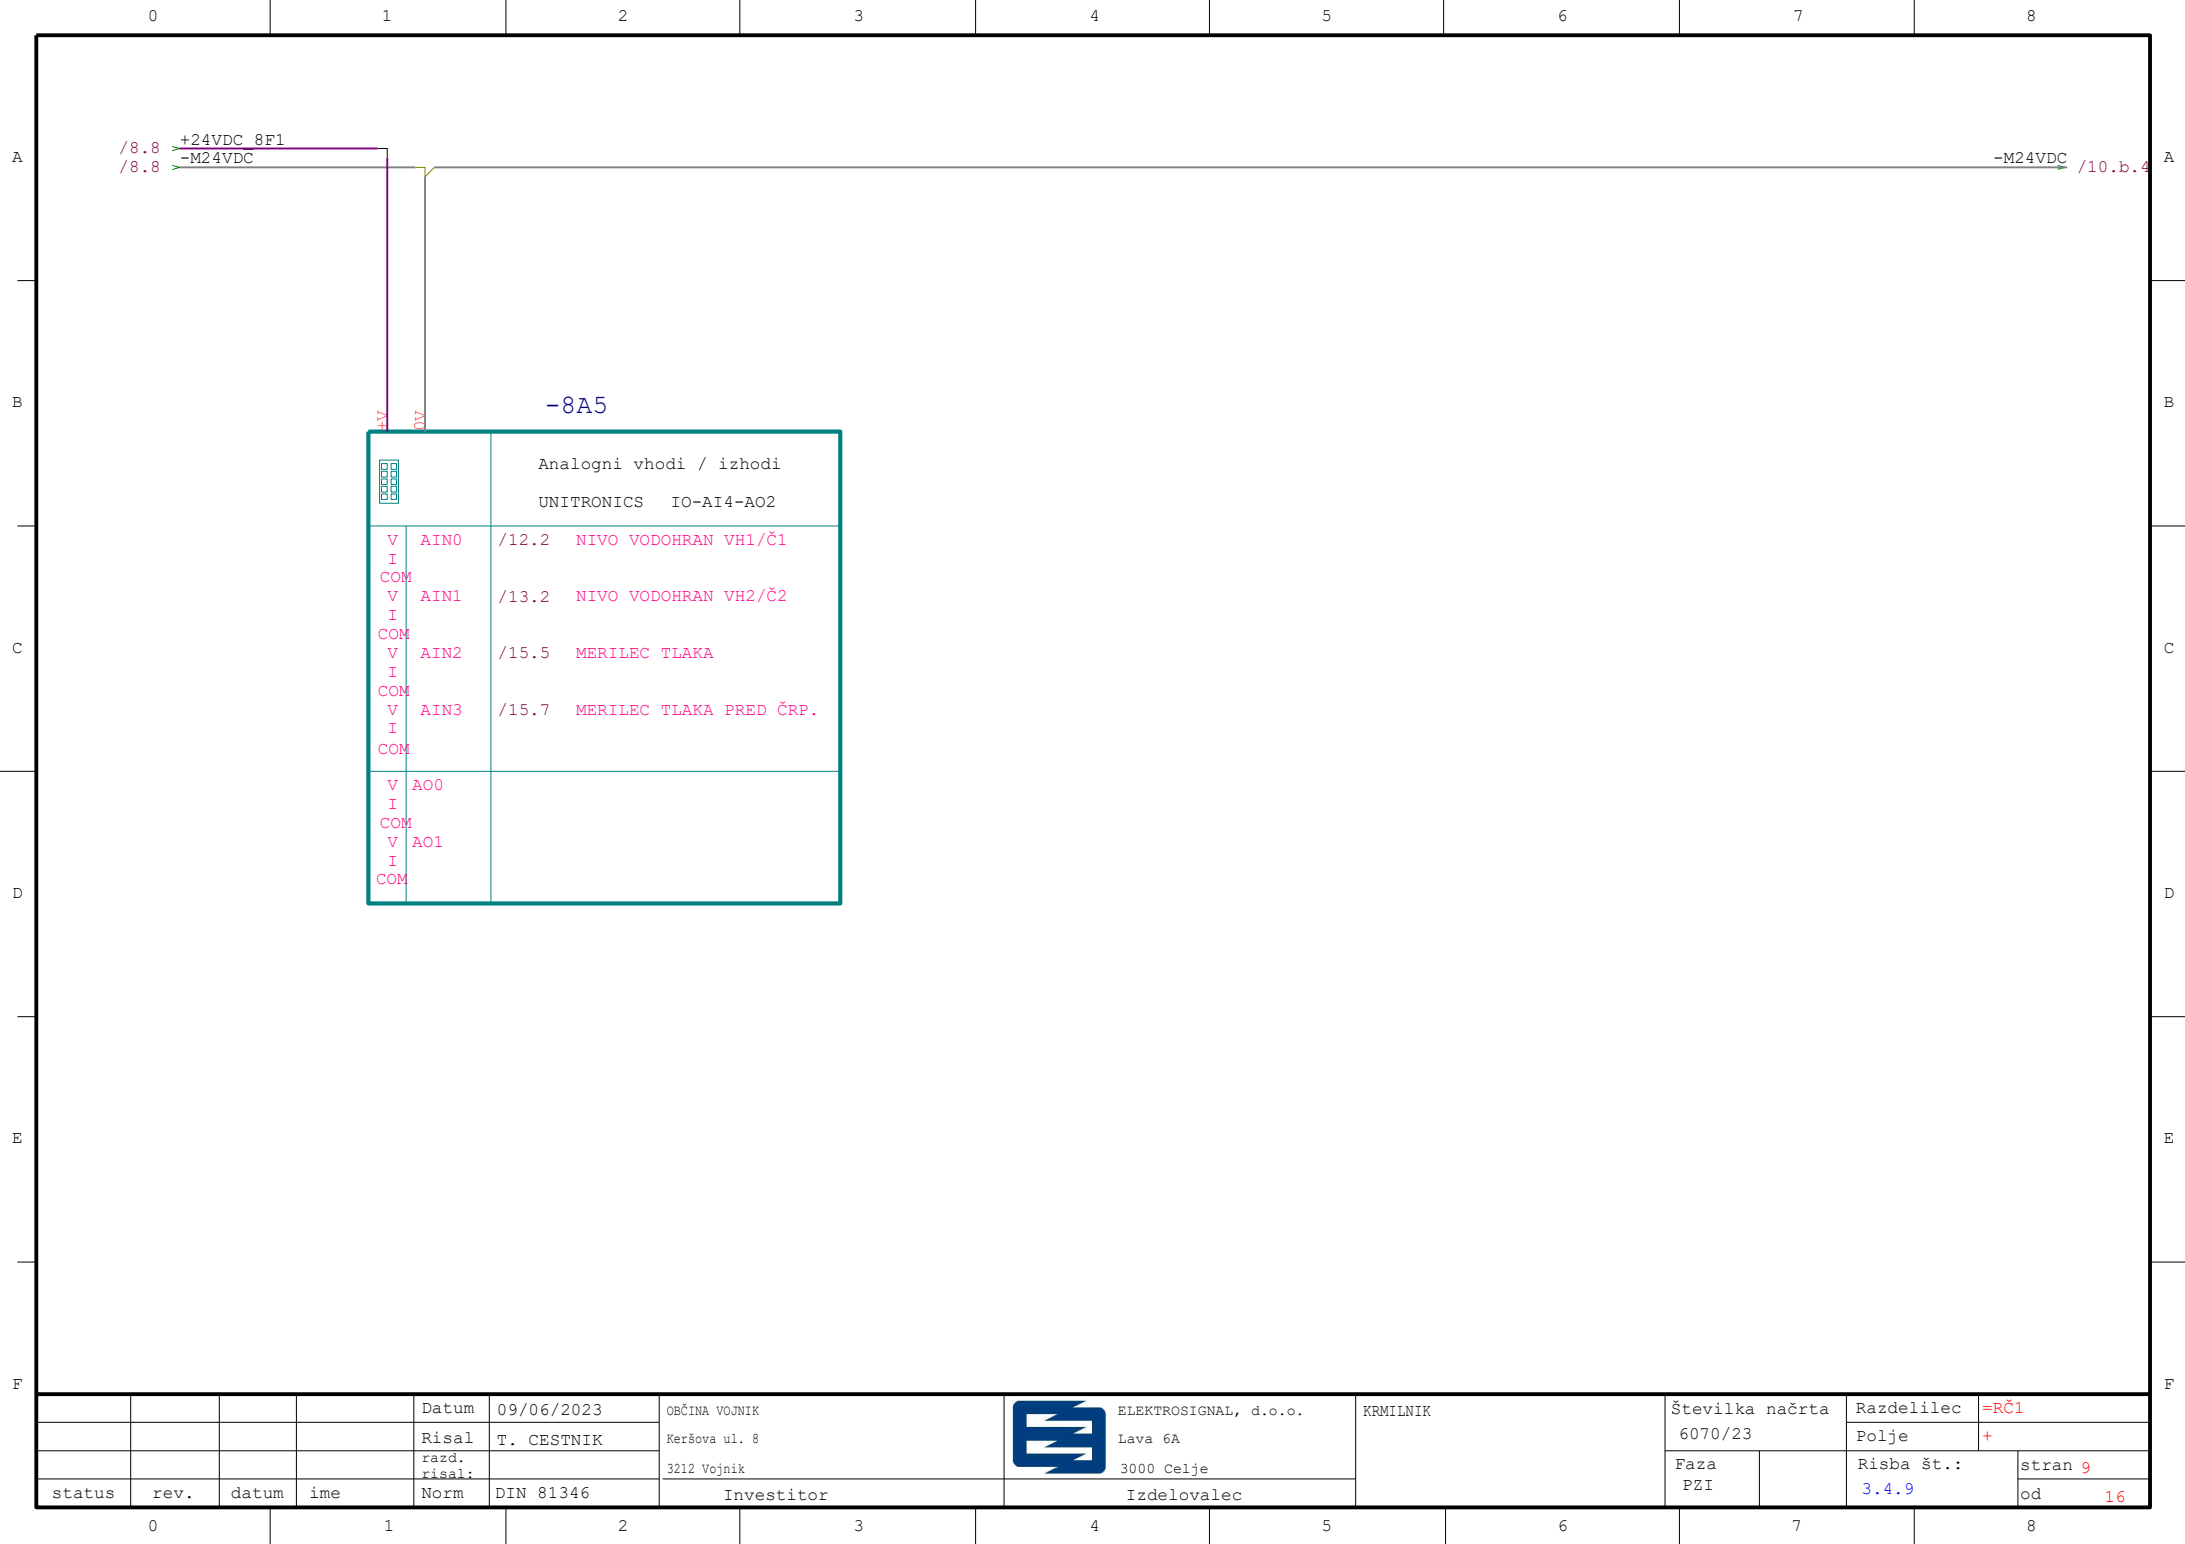 0 1 2 3 4 5 6 7 8
/8.8 +24VDC_8F1
A /8.8 -M24VDC -M24VDC /10.b.4 A
B -8A5 B
+V 0V
Analogni vhodi / izhodi
UNITRONICS IO-AI4-AO2
V AIN0 /12.2 NIVO VODOHRAN VH1/Č1
I
COM
V AIN1 /13.2 NIVO VODOHRAN VH2/Č2
I
COM
C C
V AIN2 /15.5 MERILEC TLAKA
I
COM
V AIN3 /15.7 MERILEC TLAKA PRED ČRP.
I
COM
V AO0
I
COM
V AO1
I
COM
D D
E E
F F
Datum 09/06/2023
Risal T. CESTNIK
razd.
risal:
status rev. datum ime Norm DIN 81346
OBČINA VOJNIK
Keršova ul. 8
3212 Vojnik
Investitor
ELEKTROSIGNAL, d.o.o.
Lava 6A
3000 Celje
Izdelovalec
KRMILNIK
Številka načrta
6070/23
Faza
PZI
Razdelilec =RČ1
Polje +
Risba št.:
3.4.9
stran 9
od 16
0 1 2 3 4 5 6 7 8